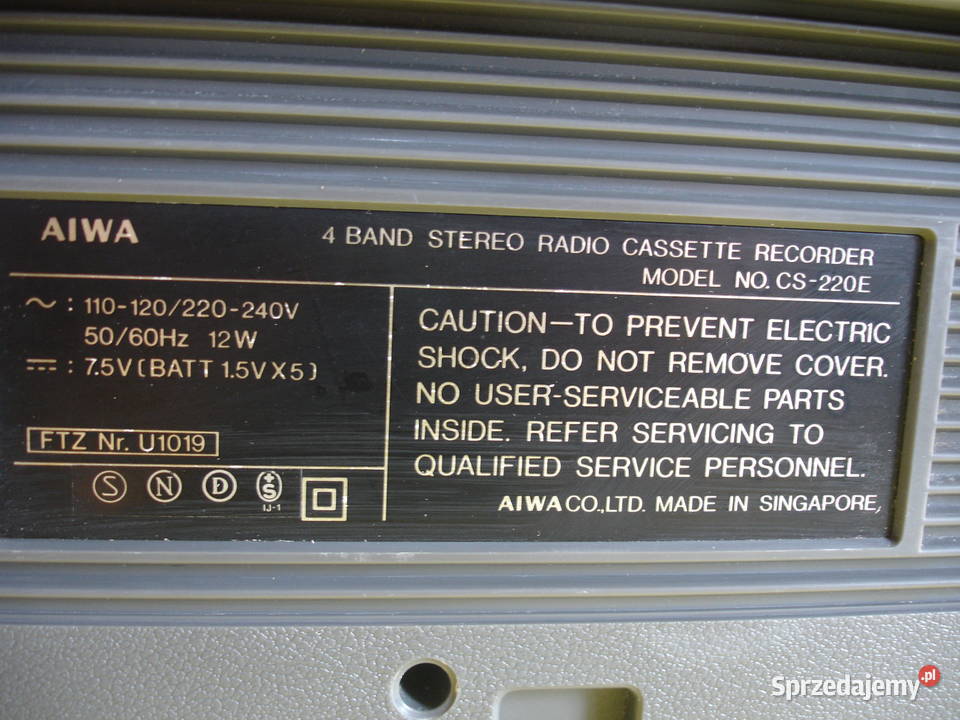 AIWA
4 BAND STEREO RADIO CASSETTE RECORDER
MODEL NO. CS-220E
~ : 110-120/220-240V
50/60Hz 12W
⎓ : 7.5V (BATT 1.5V X 5)
FTZ Nr. U1019
S N D S
IJ-1
CAUTION—TO PREVENT ELECTRIC
SHOCK, DO NOT REMOVE COVER.
NO USER-SERVICEABLE PARTS
INSIDE. REFER SERVICING TO
QUALIFIED SERVICE PERSONNEL.
AIWA CO.,LTD. MADE IN SINGAPORE,
Sprzedajemy .pl